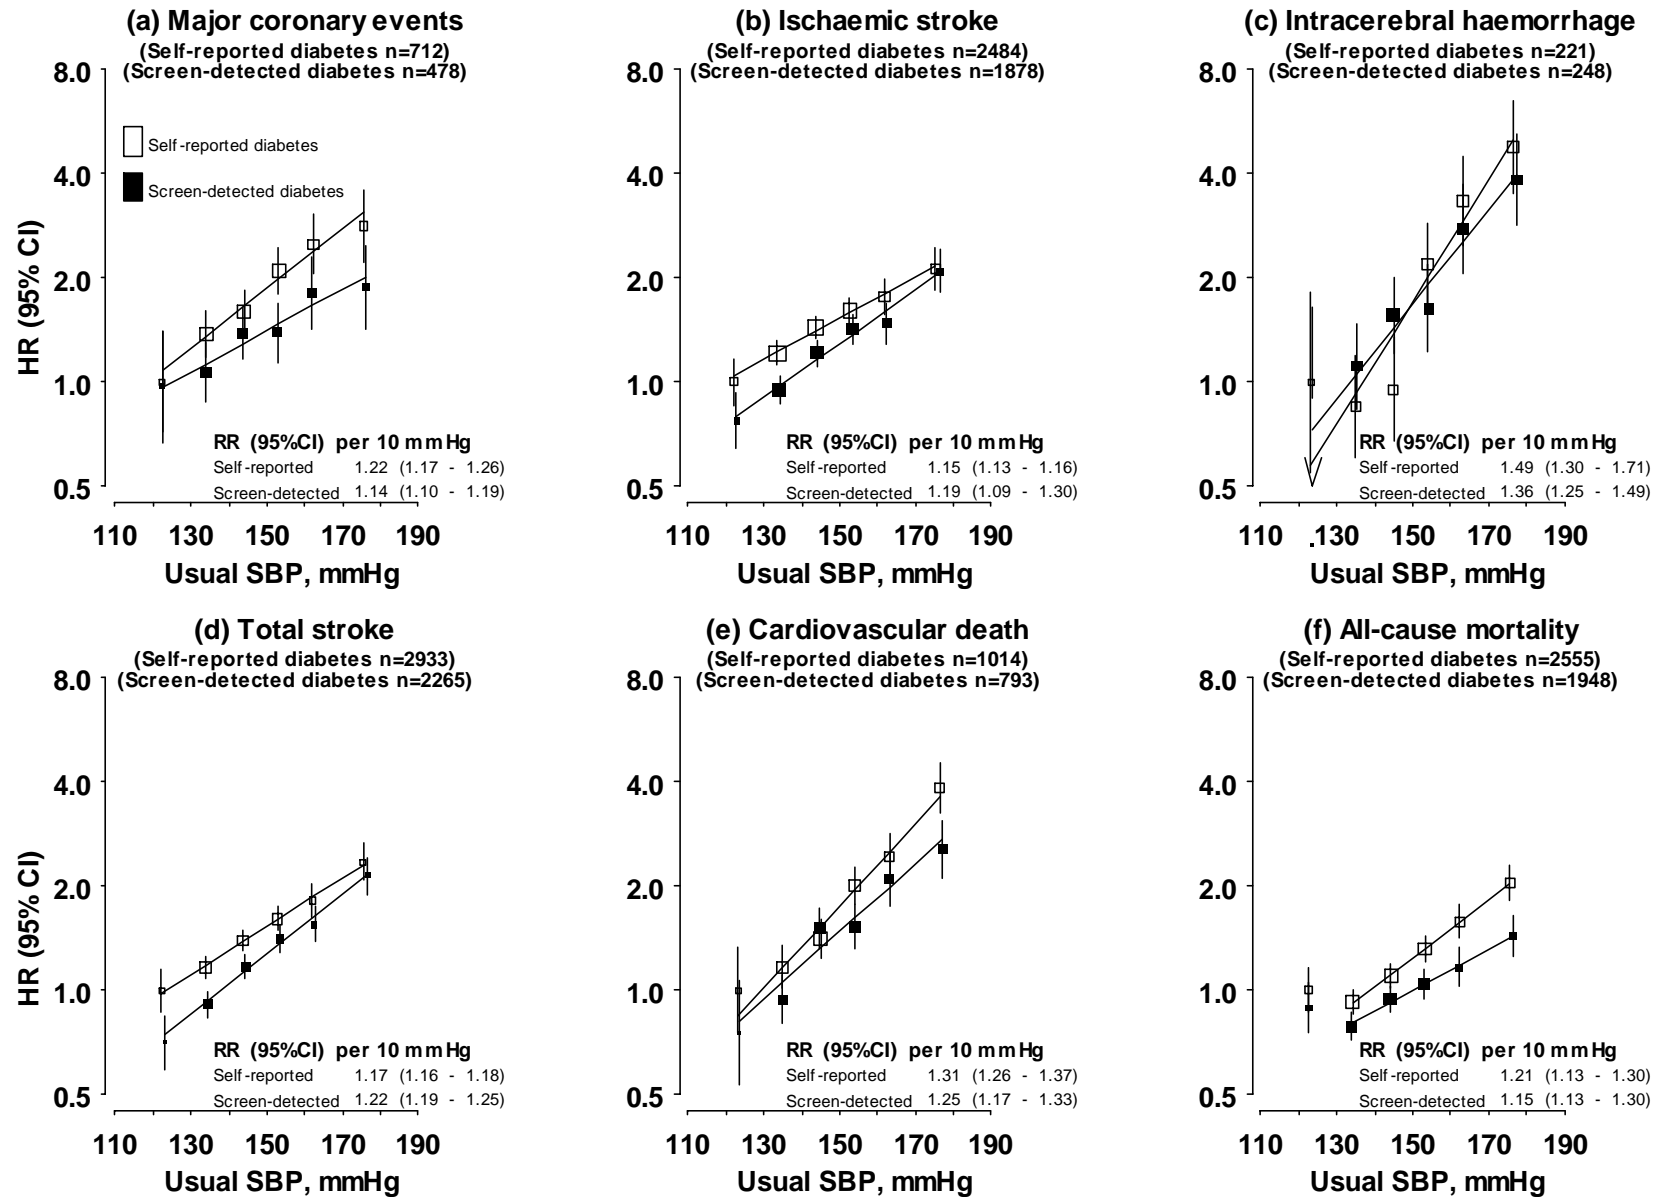 (a) Major coronary events
(Self-reported diabetes n=712)
(Screen-detected diabetes n=478)
8.0
4.0
2.0
1.0
0.5
HR (95% CI)
Self-reported diabetes
Screen-detected diabetes
RR (95%CI) per 10 mmHg
Self-reported 1.22 (1.17 - 1.26)
Screen-detected 1.14 (1.10 - 1.19)
110 130 150 170 190
Usual SBP, mmHg
(b) Ischaemic stroke
(Self-reported diabetes n=2484)
(Screen-detected diabetes n=1878)
8.0
4.0
2.0
1.0
0.5
RR (95%CI) per 10 mmHg
Self-reported 1.15 (1.13 - 1.16)
Screen-detected 1.19 (1.09 - 1.30)
110 130 150 170 190
Usual SBP, mmHg
(c) Intracerebral haemorrhage
(Self-reported diabetes n=221)
(Screen-detected diabetes n=248)
8.0
4.0
2.0
1.0
0.5
RR (95%CI) per 10 mmHg
Self-reported 1.49 (1.30 - 1.71)
Screen-detected 1.36 (1.25 - 1.49)
110 130 150 170 190
Usual SBP, mmHg
(d) Total stroke
(Self-reported diabetes n=2933)
(Screen-detected diabetes n=2265)
8.0
4.0
2.0
1.0
0.5
HR (95% CI)
RR (95%CI) per 10 mmHg
Self-reported 1.17 (1.16 - 1.18)
Screen-detected 1.22 (1.19 - 1.25)
110 130 150 170 190
Usual SBP, mmHg
(e) Cardiovascular death
(Self-reported diabetes n=1014)
(Screen-detected diabetes n=793)
8.0
4.0
2.0
1.0
0.5
RR (95%CI) per 10 mmHg
Self-reported 1.31 (1.26 - 1.37)
Screen-detected 1.25 (1.17 - 1.33)
110 130 150 170 190
Usual SBP, mmHg
(f) All-cause mortality
(Self-reported diabetes n=2555)
(Screen-detected diabetes n=1948)
8.0
4.0
2.0
1.0
0.5
RR (95%CI) per 10 mmHg
Self-reported 1.21 (1.13 - 1.30)
Screen-detected 1.15 (1.13 - 1.30)
110 130 150 170 190
Usual SBP, mmHg